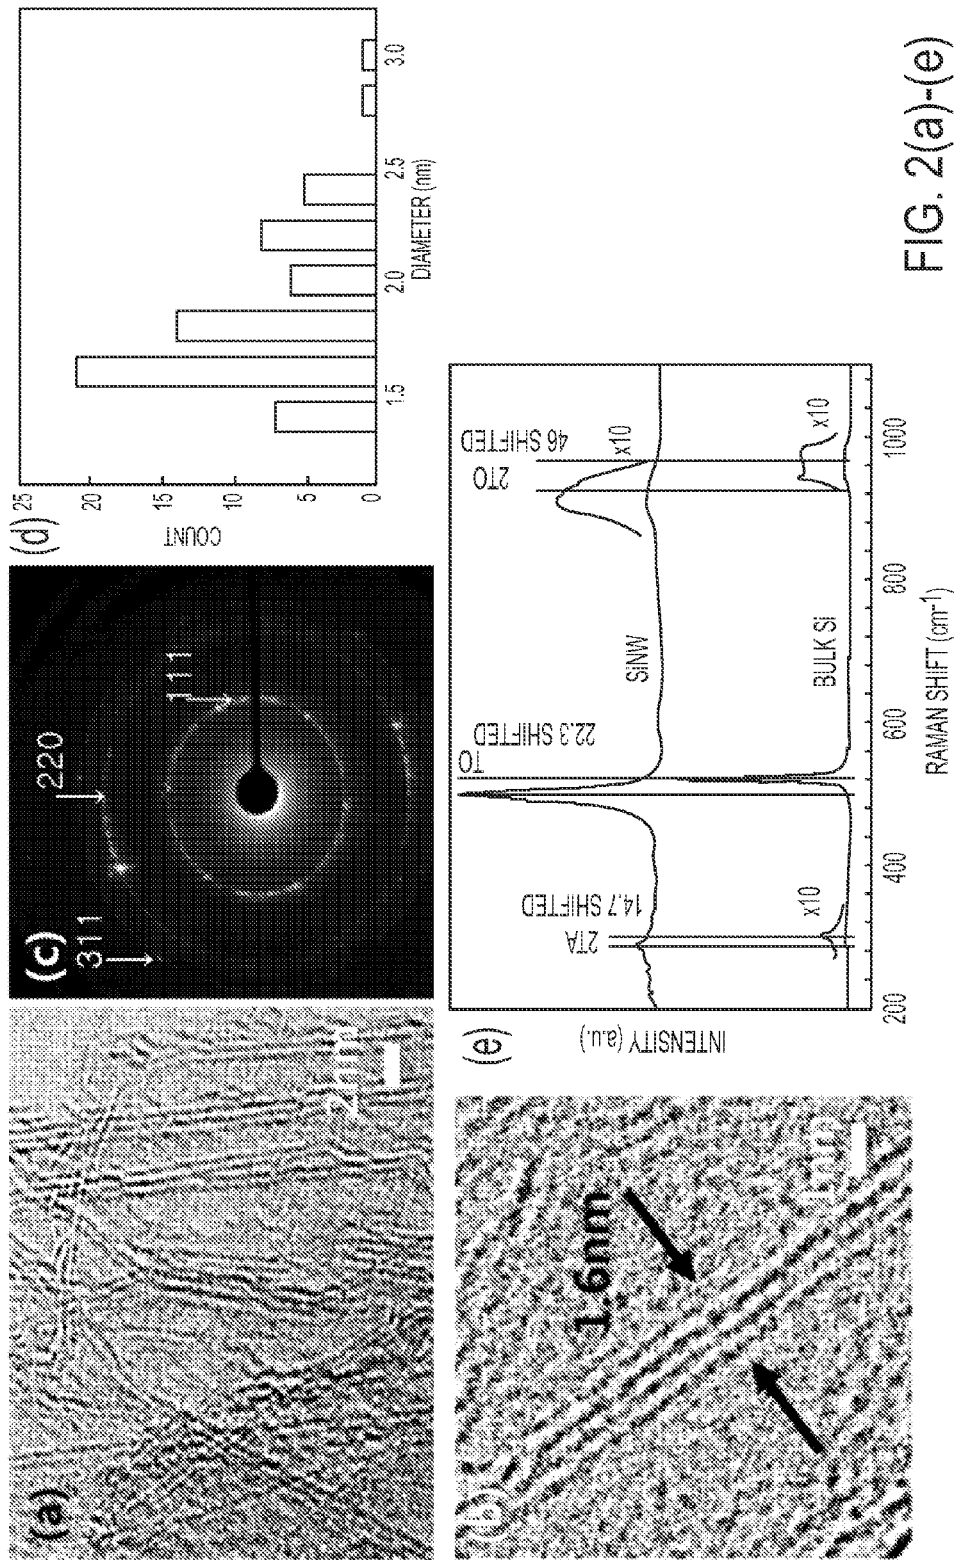 (a)
2nm
(b)
1.6nm
1nm
(c)
311
220
111
(d)
25
20
15
10
5
0
COUNT
1.5
2.0
2.5
3.0
DIAMETER (nm)
(e)
INTENSITY (a.u.)
2TA
14.7 SHIFTED
TO
22.3 SHIFTED
2TO
46 SHIFTED
x10
SiNW
x10
x10
BULK Si
200
400
600
800
1000
RAMAN SHIFT (cm⁻¹)
FIG. 2(a)-(e)